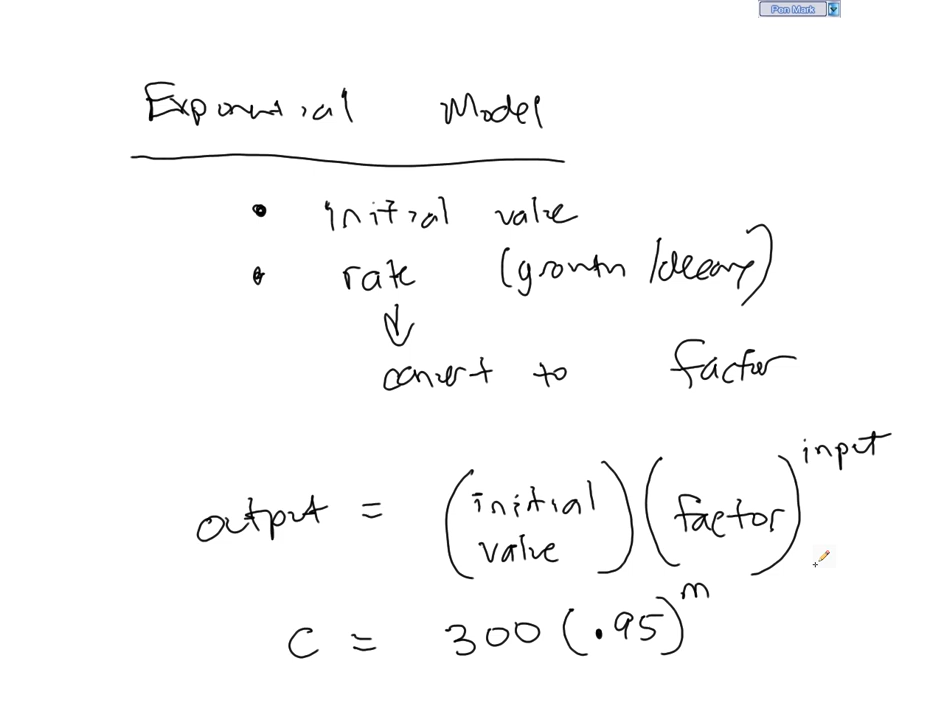 Pen Mark
Exponential Model
• initial value
• rate (growth/decay)
↓
convert to factor
output = (initial value)(factor)^input
C = 300(.95)^m